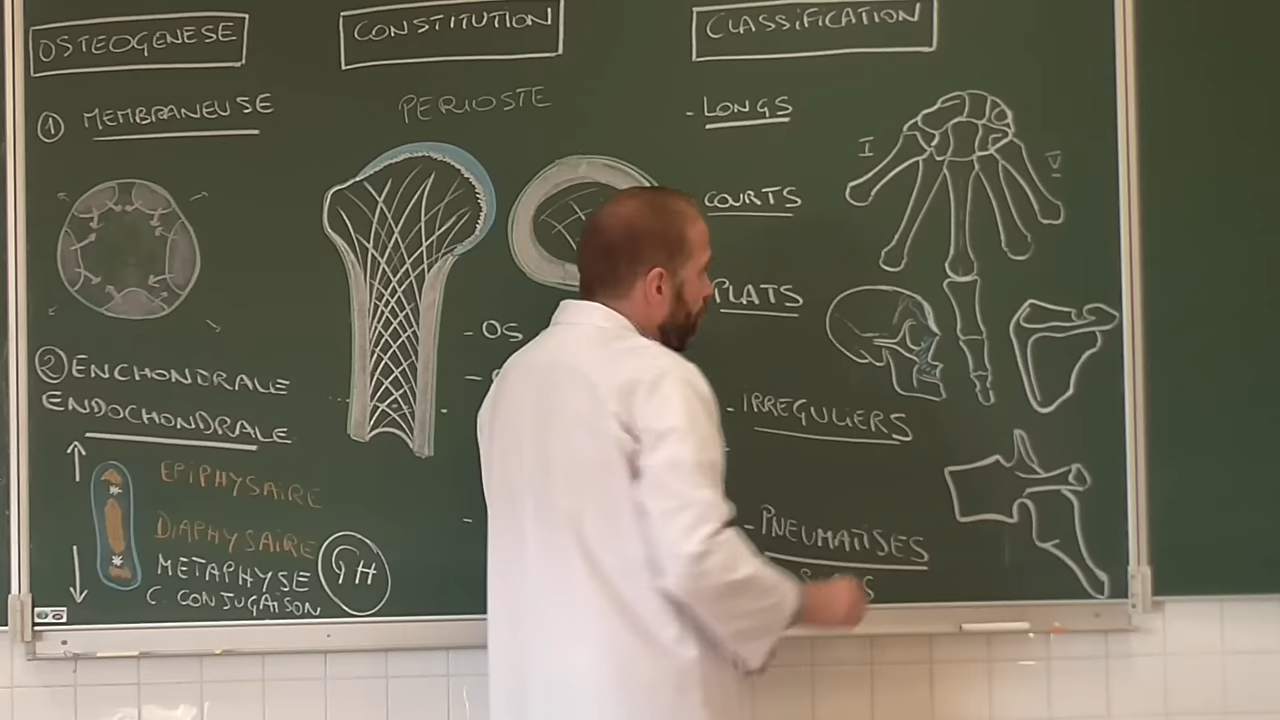 OSTEOGENESE
① MEMBRANEUSE
② ENCHONDRALE
ENDOCHONDRALE
EPIPHYSAIRE
DIAPHYSAIRE
METAPHYSE
C. CONJUGAISON
GH
CONSTITUTION
PERIOSTE
- OS
-
-
CLASSIFICATION
- LONGS
COURTS
PLATS
- IRREGULIERS
- PNEUMATISES
I
V